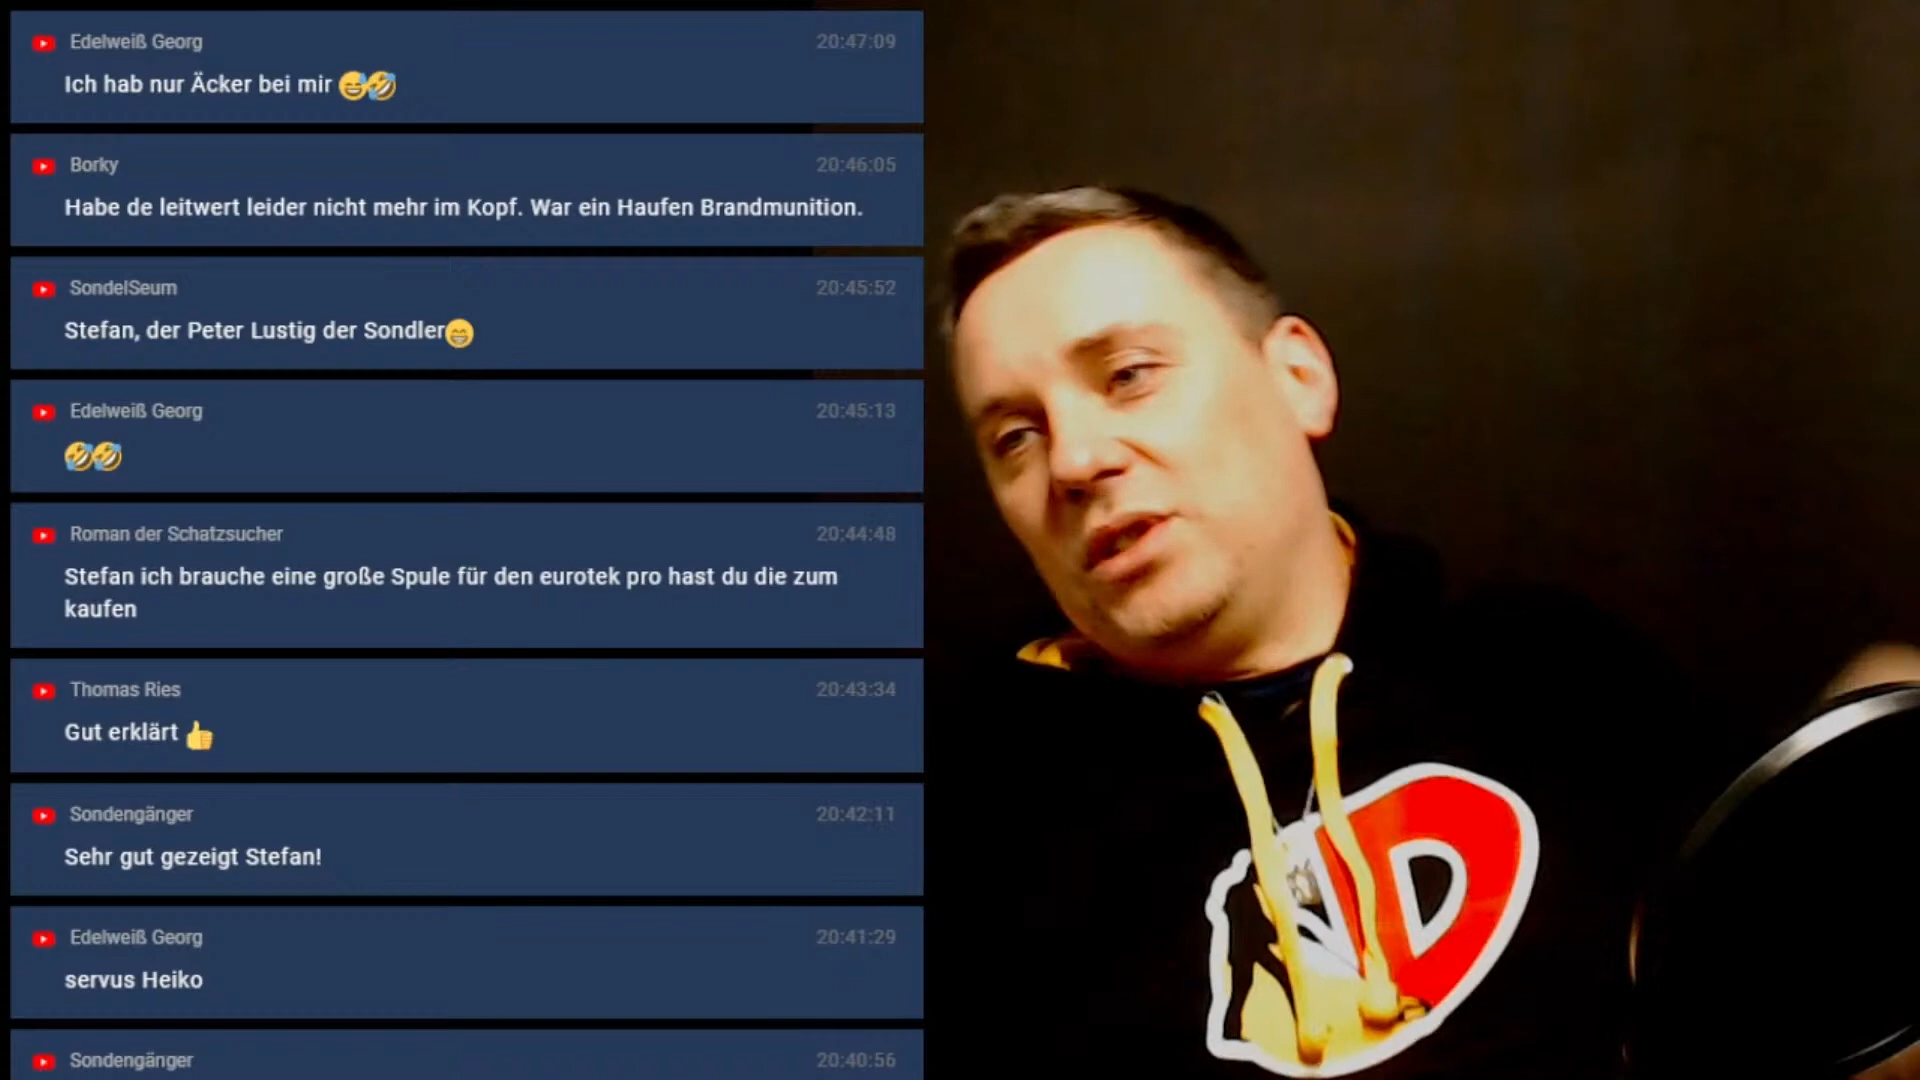 Edelweiß Georg 20:47:09
Ich hab nur Äcker bei mir 😅🤣
Borky 20:46:05
Habe de leitwert leider nicht mehr im Kopf. War ein Haufen Brandmunition.
SondelSeum 20:45:52
Stefan, der Peter Lustig der Sondler😁
Edelweiß Georg 20:45:13
🤣🤣
Roman der Schatzsucher 20:44:48
Stefan ich brauche eine große Spule für den eurotek pro hast du die zum
kaufen
Thomas Ries 20:43:34
Gut erklärt 👍
Sondengänger 20:42:11
Sehr gut gezeigt Stefan!
Edelweiß Georg 20:41:29
servus Heiko
Sondengänger 20:40:56
ND